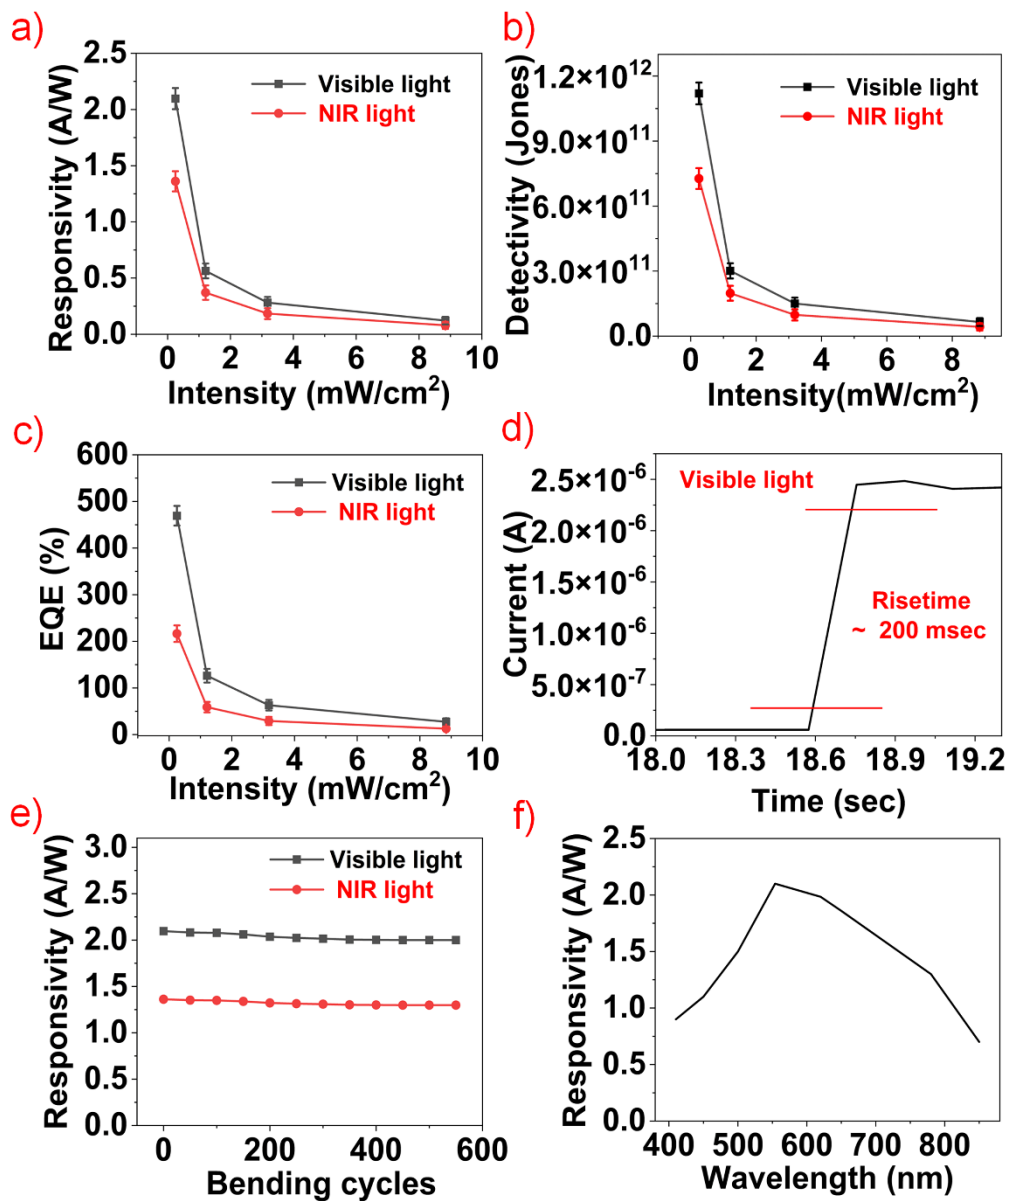 a)
Responsivity (A/W)
2.5
2.0
1.5
1.0
0.5
0.0
Visible light
NIR light
0 2 4 6 8 10
Intensity (mW/cm²)
b)
Detectivity (Jones)
1.2×10¹²
9.0×10¹¹
6.0×10¹¹
3.0×10¹¹
0.0
Visible light
NIR light
0 2 4 6 8
Intensity(mW/cm²)
c)
EQE (%)
600
500
400
300
200
100
0
Visible light
NIR light
0 2 4 6 8 10
Intensity (mW/cm²)
d)
Current (A)
2.5×10⁻⁶
2.0×10⁻⁶
1.5×10⁻⁶
1.0×10⁻⁶
5.0×10⁻⁷
0.0
Visible light
Risetime
~ 200 msec
18.0 18.3 18.6 18.9 19.2
Time (sec)
e)
Responsivity (A/W)
3.0
2.5
2.0
1.5
1.0
0.5
0.0
Visible light
NIR light
0 200 400 600
Bending cycles
f)
Responsivity (A/W)
2.5
2.0
1.5
1.0
0.5
0.0
400 500 600 700 800
Wavelength (nm)